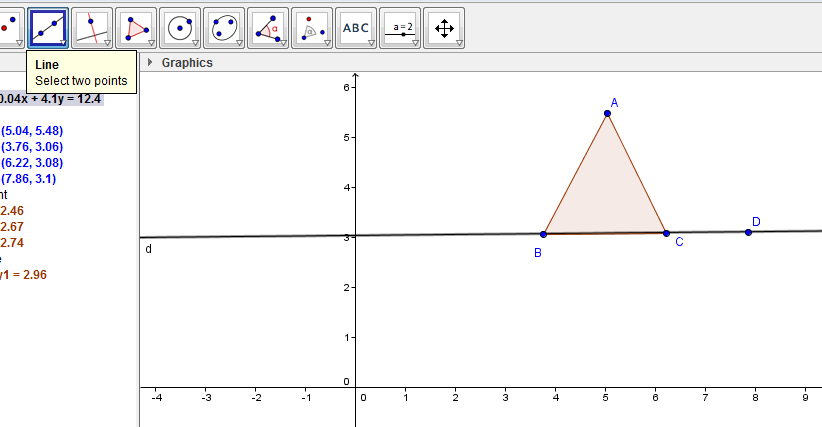 ABC
a = 2
Line
Select two points
Graphics
0.04x + 4.1y = 12.4
(5.04, 5.48)
(3.76, 3.06)
(6.22, 3.08)
(7.86, 3.1)
nt
2.46
2.67
2.74
e
y1 = 2.96
6
5
4
3
2
1
0
A
B
C
D
d
-4 -3 -2 -1 0 1 2 3 4 5 6 7 8 9
α